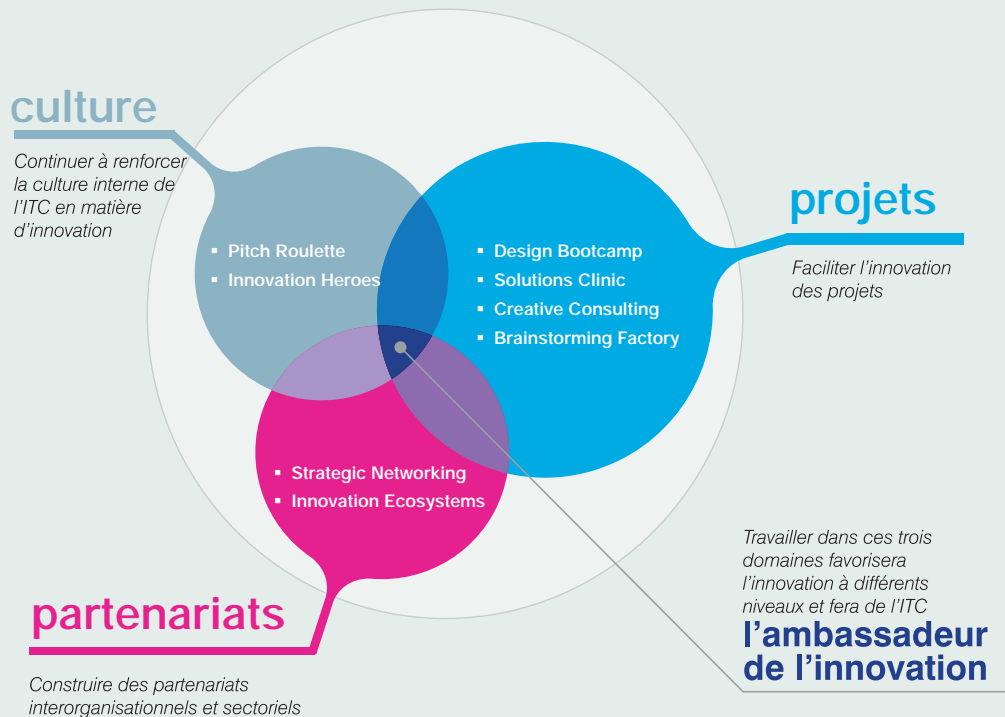 culture
Continuer à renforcer
la culture interne de
l'ITC en matière
d'innovation
▪ Pitch Roulette
▪ Innovation Heroes
▪ Design Bootcamp
▪ Solutions Clinic
▪ Creative Consulting
▪ Brainstorming Factory
projets
Faciliter l'innovation
des projets
▪ Strategic Networking
▪ Innovation Ecosystems
partenariats
Construire des partenariats
interorganisationnels et sectoriels
Travailler dans ces trois
domaines favorisera
l'innovation à différents
niveaux et fera de l'ITC
l'ambassadeur
de l'innovation